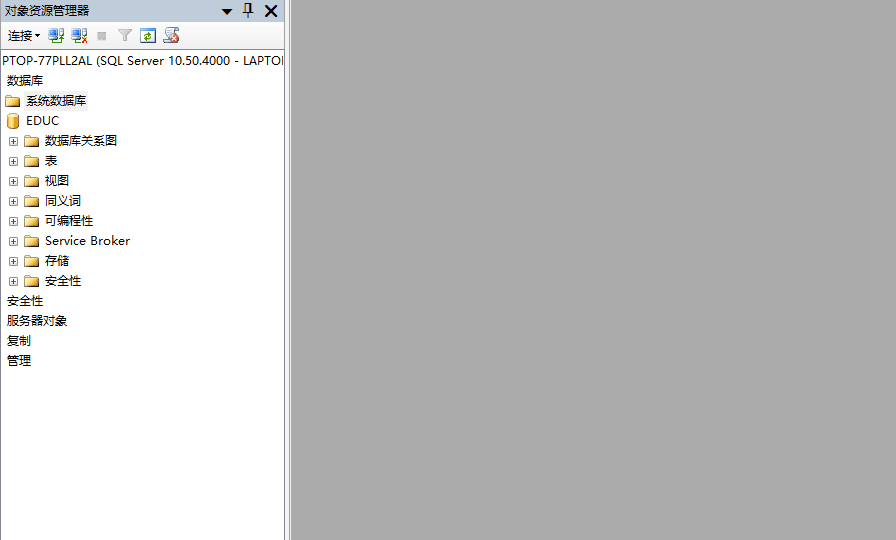 对象资源管理器
连接
PTOP-77PLL2AL (SQL Server 10.50.4000 - LAPTO
数据库
系统数据库
EDUC
数据库关系图
表
视图
同义词
可编程性
Service Broker
存储
安全性
安全性
服务器对象
复制
管理